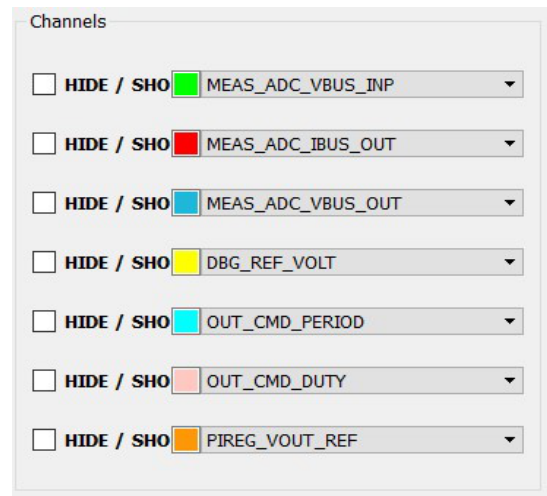 Channels
HIDE / SHO MEAS_ADC_VBUS_INP
HIDE / SHO MEAS_ADC_IBUS_OUT
HIDE / SHO MEAS_ADC_VBUS_OUT
HIDE / SHO DBG_REF_VOLT
HIDE / SHO OUT_CMD_PERIOD
HIDE / SHO OUT_CMD_DUTY
HIDE / SHO PIREG_VOUT_REF